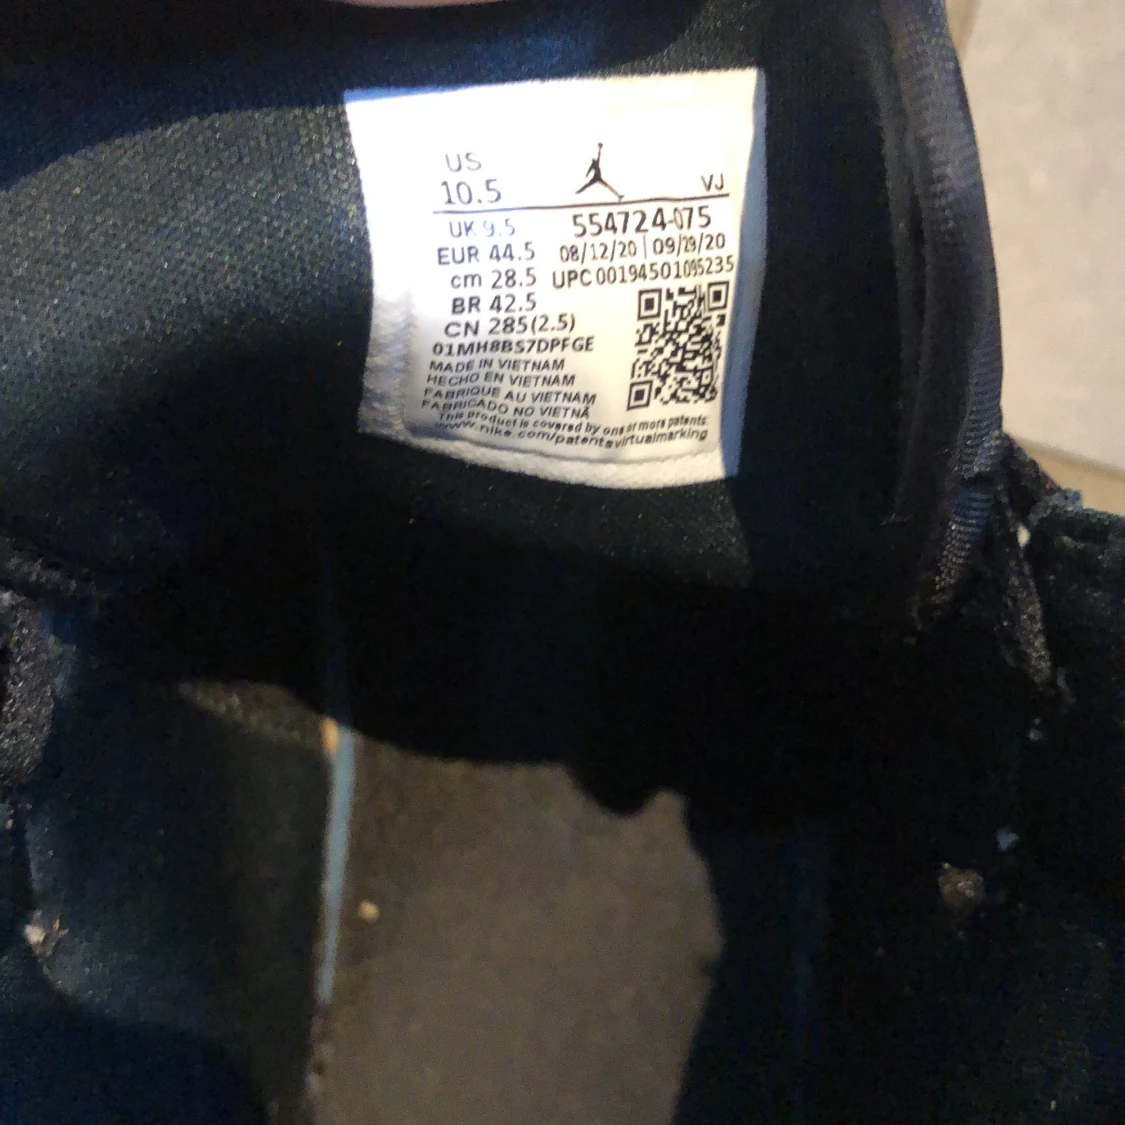 US
10.5 VJ
UK 9.5 554724-075
EUR 44.5 08/12/20 | 09/29/20
cm 28.5 UPC 00194501095235
BR 42.5
CN 285(2.5)
01MH8BS7DPFGE
MADE IN VIETNAM
HECHO EN VIETNAM
FABRIQUE AU VIETNAM
FABRICADO NO VIETNÃ
This product is covered by one or more patents:
www.nike.com/patentsvirtualmarking